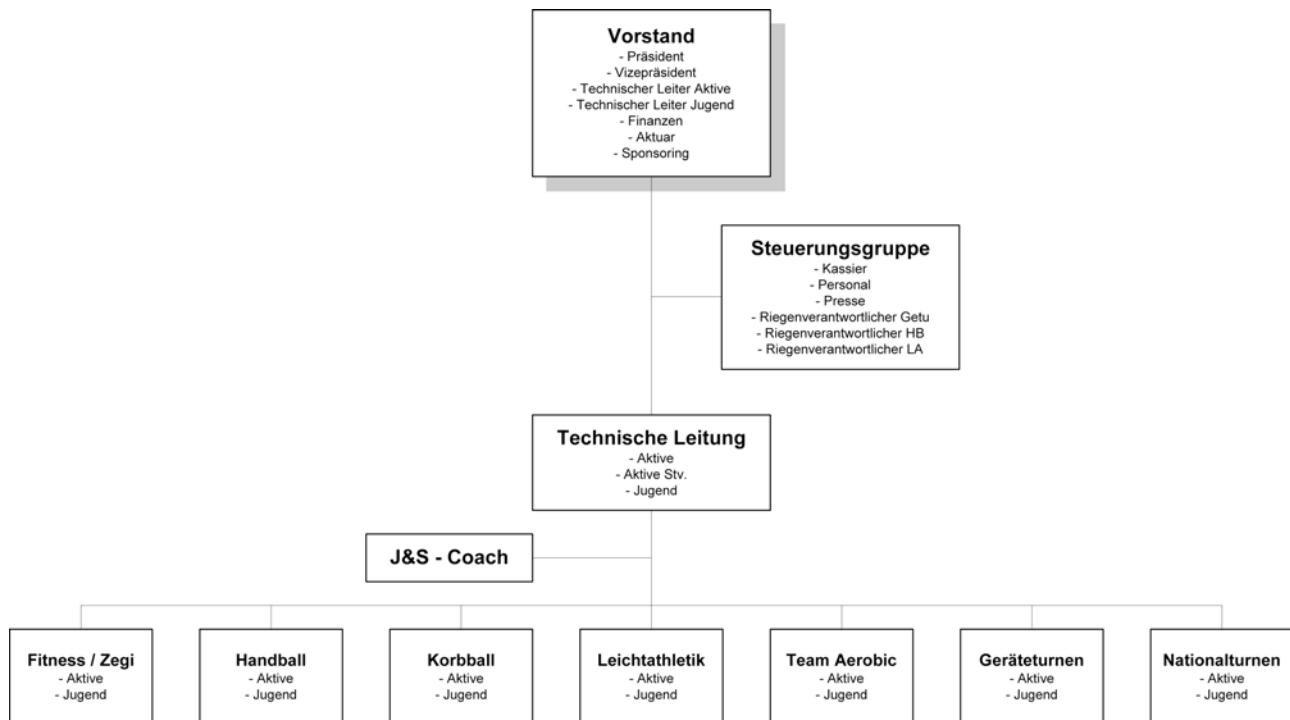 Vorstand
- Präsident
- Vizepräsident
- Technischer Leiter Aktive
- Technischer Leiter Jugend
- Finanzen
- Aktuar
- Sponsoring
Steuerungsgruppe
- Kassier
- Personal
- Presse
- Riegenverantwortlicher Getu
- Riegenverantwortlicher HB
- Riegenverantwortlicher LA
Technische Leitung
- Aktive
- Aktive Stv.
- Jugend
J&S - Coach
Fitness / Zegi
- Aktive
- Jugend
Handball
- Aktive
- Jugend
Korbball
- Aktive
- Jugend
Leichtathletik
- Aktive
- Jugend
Team Aerobic
- Aktive
- Jugend
Geräteturnen
- Aktive
- Jugend
Nationalturnen
- Aktive
- Jugend